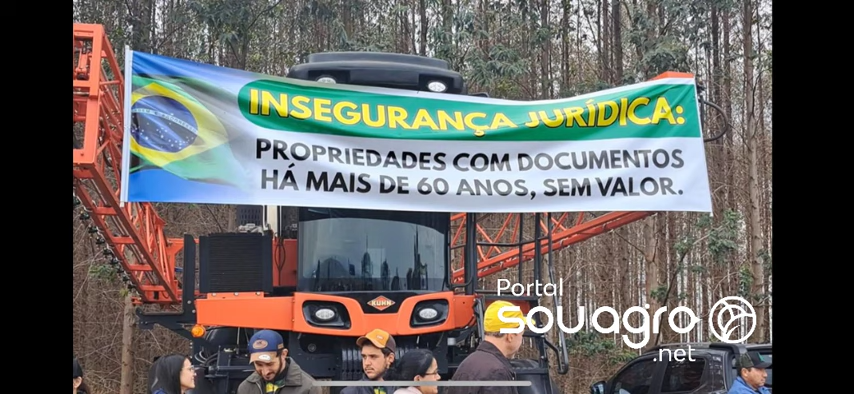 INSEGURANÇA JURÍDICA:
PROPRIEDADES COM DOCUMENTOS
HÁ MAIS DE 60 ANOS, SEM VALOR.
KUHN
Portal
souagro
.net